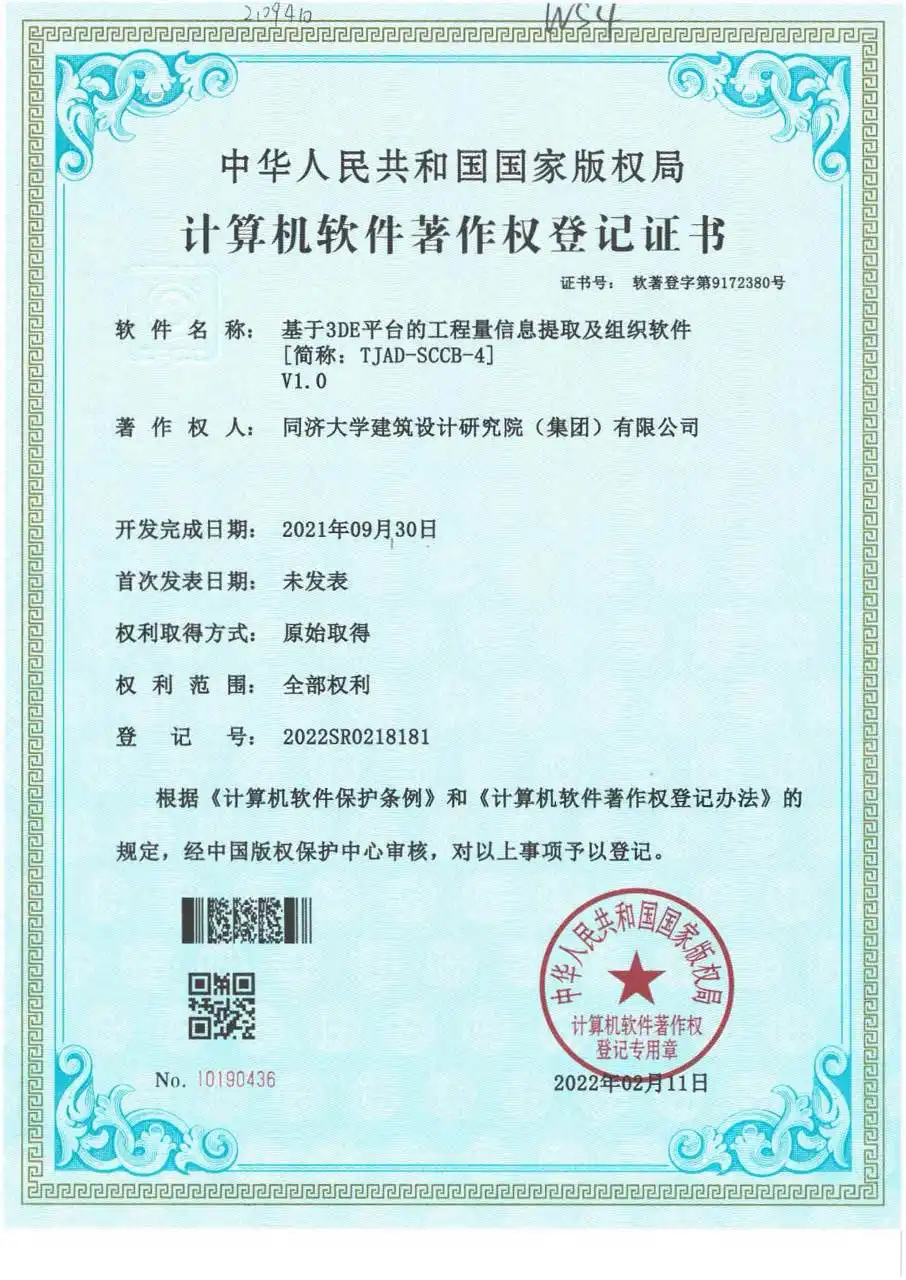 2109410
WS4
中华人民共和国国家版权局
计算机软件著作权登记证书
证书号： 软著登字第9172380号
软件名称： 基于3DE平台的工程量信息提取及组织软件
[简称：TJAD-SCCB-4]
V1.0
著作权人： 同济大学建筑设计研究院（集团）有限公司
开发完成日期： 2021年09月30日
首次发表日期： 未发表
权利取得方式： 原始取得
权利范围： 全部权利
登记号： 2022SR0218181
根据《计算机软件保护条例》和《计算机软件著作权登记办法》的
规定，经中国版权保护中心审核，对以上事项予以登记。
中华人民共和国国家版权局
计算机软件著作权
登记专用章
No. 10190436
2022年02月11日